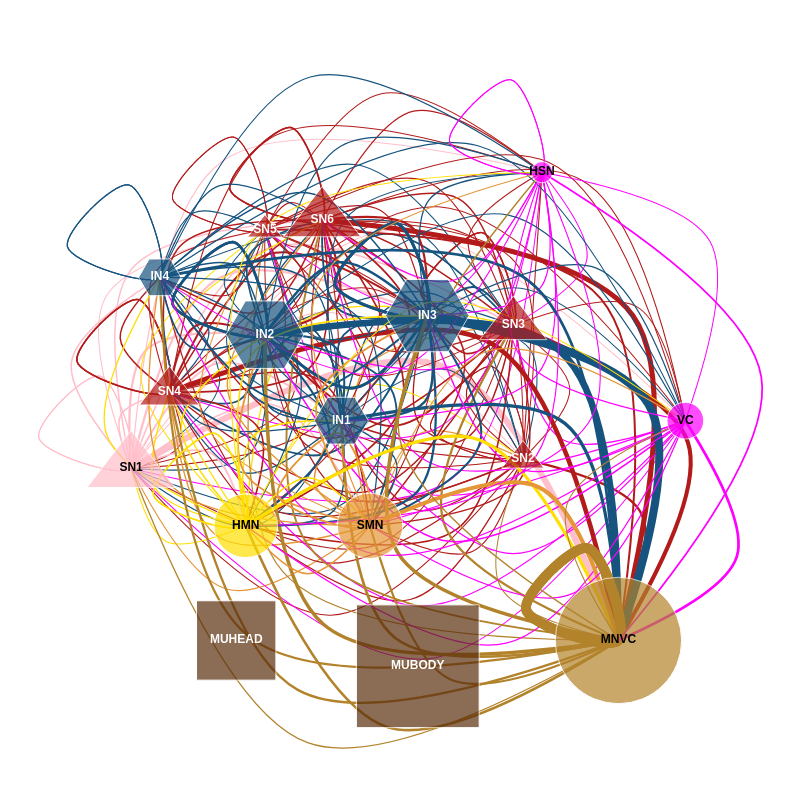 HSN
SN5
SN6
IN4
IN2
IN3
SN3
SN4
IN1
VC
SN1
SN2
HMN
SMN
MUHEAD
MUBODY
MNVC